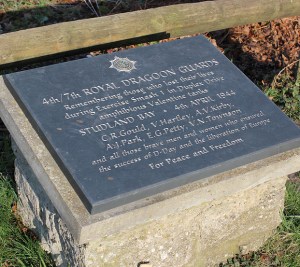 4th/7th ROYAL DRAGOON GUARDS
Remembering those who lost their lives
during Exercise Smash 1 in Duplex Drive
amphibious Valentine tanks
STUDLAND BAY 4th APRIL 1944
C.R Gould, V Hartley, A.V Kirby,
A.J Park, E.G Petty, V.N Townson
and all those brave men and women who ensured
the success of D-Day and the liberation of Europe
For Peace and Freedom